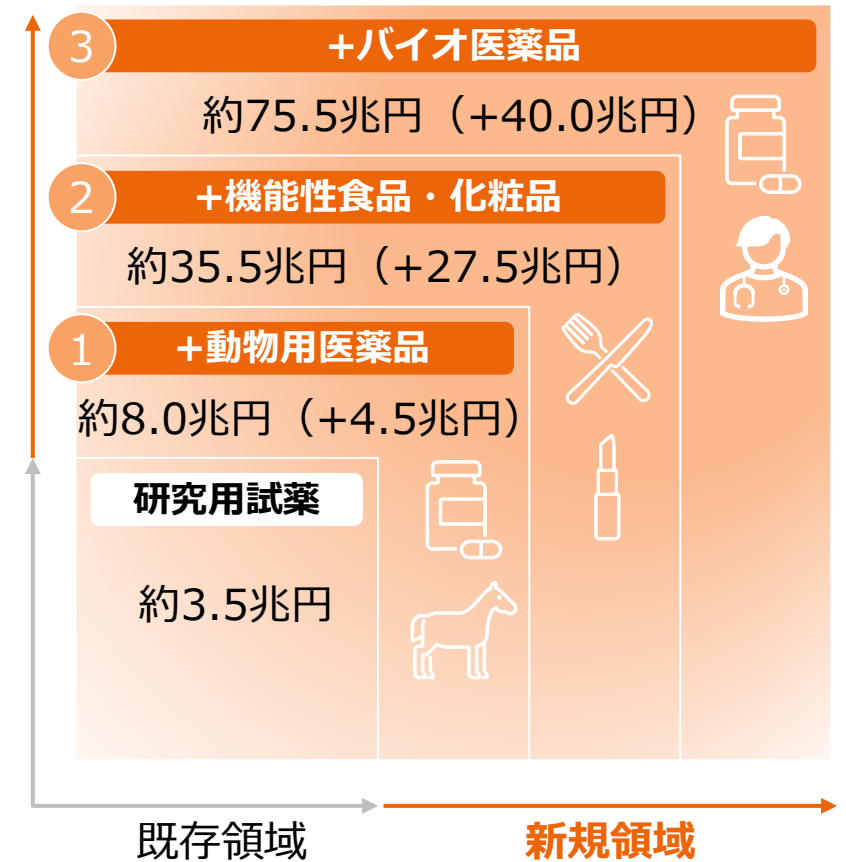 3
+バイオ医薬品
約75.5兆円（+40.0兆円）
2
+機能性食品・化粧品
約35.5兆円（+27.5兆円）
1
+動物用医薬品
約8.0兆円（+4.5兆円）
研究用試薬
約3.5兆円
既存領域
新規領域